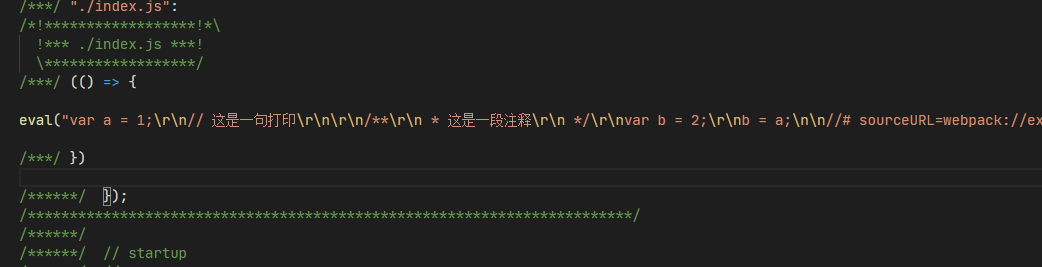 /***/ "./index.js":
/*!******************!*\
  !*** ./index.js ***!
  \******************/
/***/ (() => {
eval("var a = 1;\r\n// 这是一句打印\r\n\r\n/**\r\n * 这是一段注释\r\n */\r\nvar b = 2;\r\nb = a;\n\n//# sourceURL=webpack://ex
/***/ })
/******/  });
/************************************************************************/
/******/
/******/  // startup